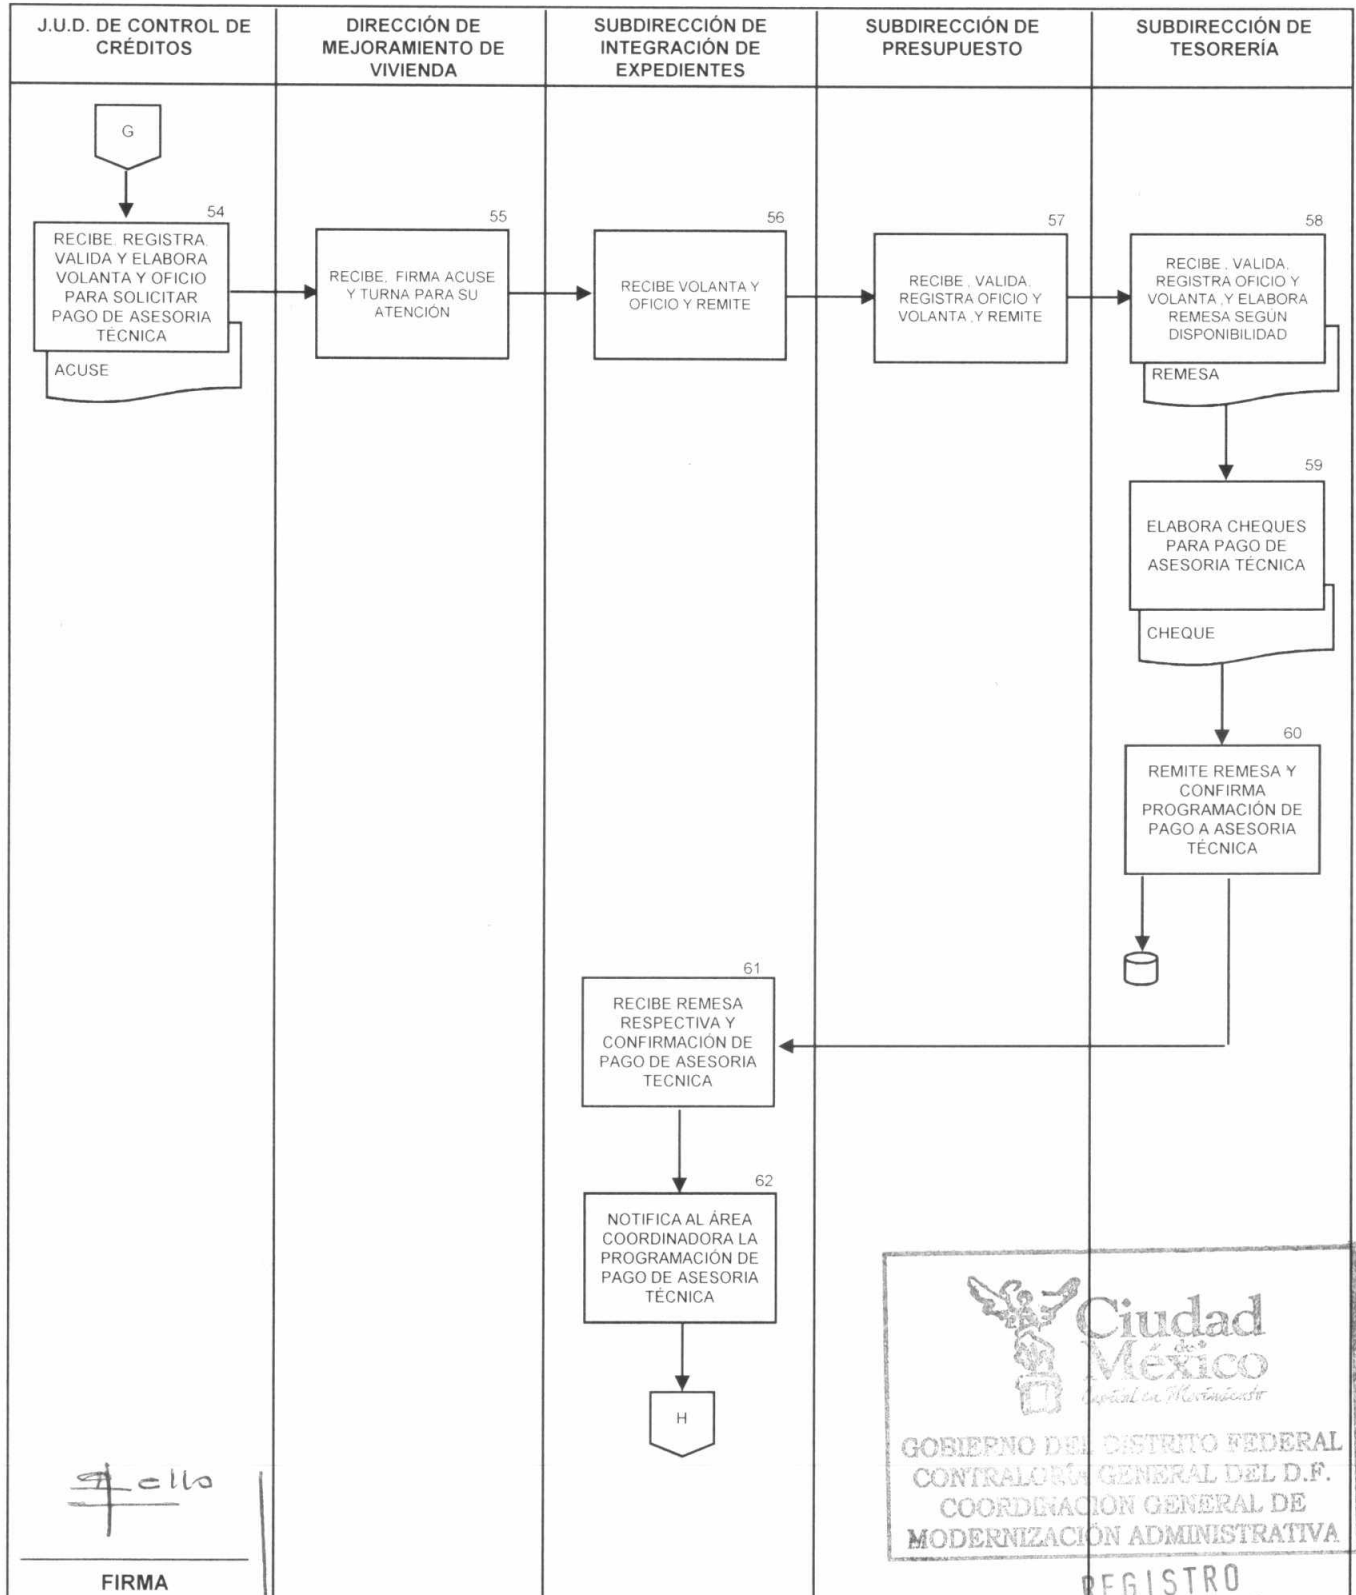 J.U.D. DE CONTROL DE
CRÉDITOS
DIRECCIÓN DE
MEJORAMIENTO DE
VIVIENDA
SUBDIRECCIÓN DE
INTEGRACIÓN DE
EXPEDIENTES
SUBDIRECCIÓN DE
PRESUPUESTO
SUBDIRECCIÓN DE
TESORERÍA
G
54
RECIBE, REGISTRA,
VALIDA Y ELABORA
VOLANTA Y OFICIO
PARA SOLICITAR
PAGO DE ASESORIA
TÉCNICA
ACUSE
55
RECIBE, FIRMA ACUSE
Y TURNA PARA SU
ATENCIÓN
56
RECIBE VOLANTA Y
OFICIO Y REMITE
57
RECIBE , VALIDA,
REGISTRA OFICIO Y
VOLANTA ,Y REMITE
58
RECIBE , VALIDA,
REGISTRA OFICIO Y
VOLANTA ,Y ELABORA
REMESA SEGÚN
DISPONIBILIDAD
REMESA
59
ELABORA CHEQUES
PARA PAGO DE
ASESORIA TÉCNICA
CHEQUE
60
REMITE REMESA Y
CONFIRMA
PROGRAMACIÓN DE
PAGO A ASESORIA
TÉCNICA
61
RECIBE REMESA
RESPECTIVA Y
CONFIRMACIÓN DE
PAGO DE ASESORIA
TECNICA
62
NOTIFICA AL ÁREA
COORDINADORA LA
PROGRAMACIÓN DE
PAGO DE ASESORIA
TÉCNICA
H
FIRMA
Ciudad
de
México
Capital en Movimiento
GOBIERNO DEL DISTRITO FEDERAL
CONTRALORÍA GENERAL DEL D.F.
COORDINACIÓN GENERAL DE
MODERNIZACIÓN ADMINISTRATIVA
REGISTRO